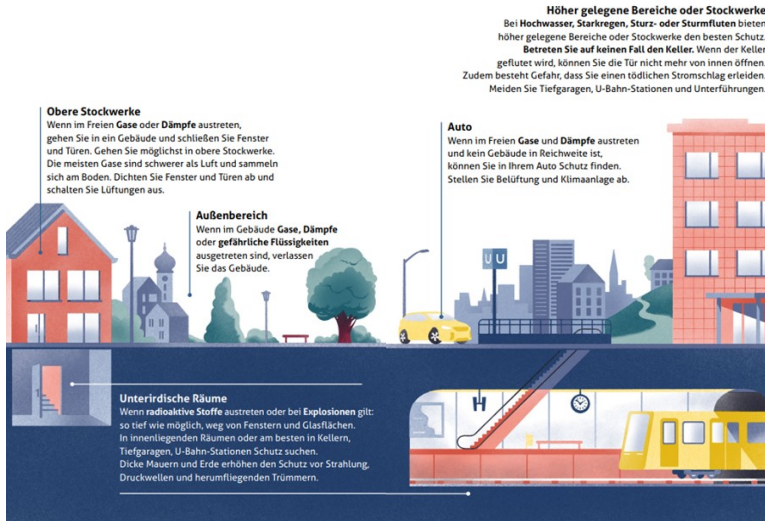 Höher gelegene Bereiche oder Stockwerke
Bei Hochwasser, Starkregen, Sturz- oder Sturmfluten bieten
höher gelegene Bereiche oder Stockwerke den besten Schutz.
Betreten Sie auf keinen Fall den Keller. Wenn der Keller
geflutet wird, können Sie die Tür nicht mehr von innen öffnen.
Zudem besteht Gefahr, dass Sie einen tödlichen Stromschlag erleiden.
Meiden Sie Tiefgaragen, U-Bahn-Stationen und Unterführungen.
Obere Stockwerke
Wenn im Freien Gase oder Dämpfe austreten,
gehen Sie in ein Gebäude und schließen Sie Fenster
und Türen. Gehen Sie möglichst in obere Stockwerke.
Die meisten Gase sind schwerer als Luft und sammeln
sich am Boden. Dichten Sie Fenster und Türen ab und
schalten Sie Lüftungen aus.
Auto
Wenn im Freien Gase und Dämpfe austreten
und kein Gebäude in Reichweite ist,
können Sie in Ihrem Auto Schutz finden.
Stellen Sie Belüftung und Klimaanlage ab.
Außenbereich
Wenn im Gebäude Gase, Dämpfe
oder gefährliche Flüssigkeiten
ausgetreten sind, verlassen
Sie das Gebäude.
U U
Unterirdische Räume
Wenn radioaktive Stoffe austreten oder bei Explosionen gilt:
so tief wie möglich, weg von Fenstern und Glasflächen.
In innenliegenden Räumen oder am besten in Kellern,
Tiefgaragen, U-Bahn-Stationen Schutz suchen.
Dicke Mauern und Erde erhöhen den Schutz vor Strahlung,
Druckwellen und herumfliegenden Trümmern.
H